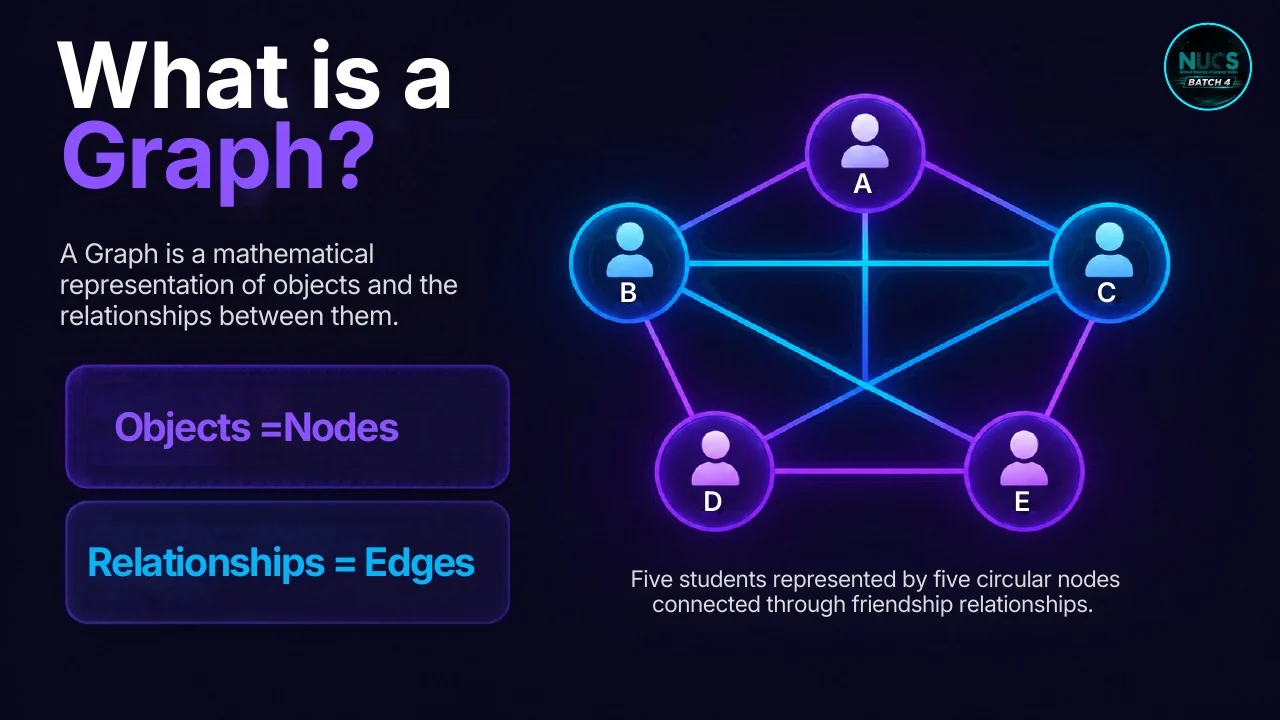 What is a
Graph?
A Graph is a mathematical
representation of objects and the
relationships between them.
Objects =Nodes
Relationships = Edges
NUCS
BATCH 4
A
B
C
D
E
Five students represented by five circular nodes
connected through friendship relationships.